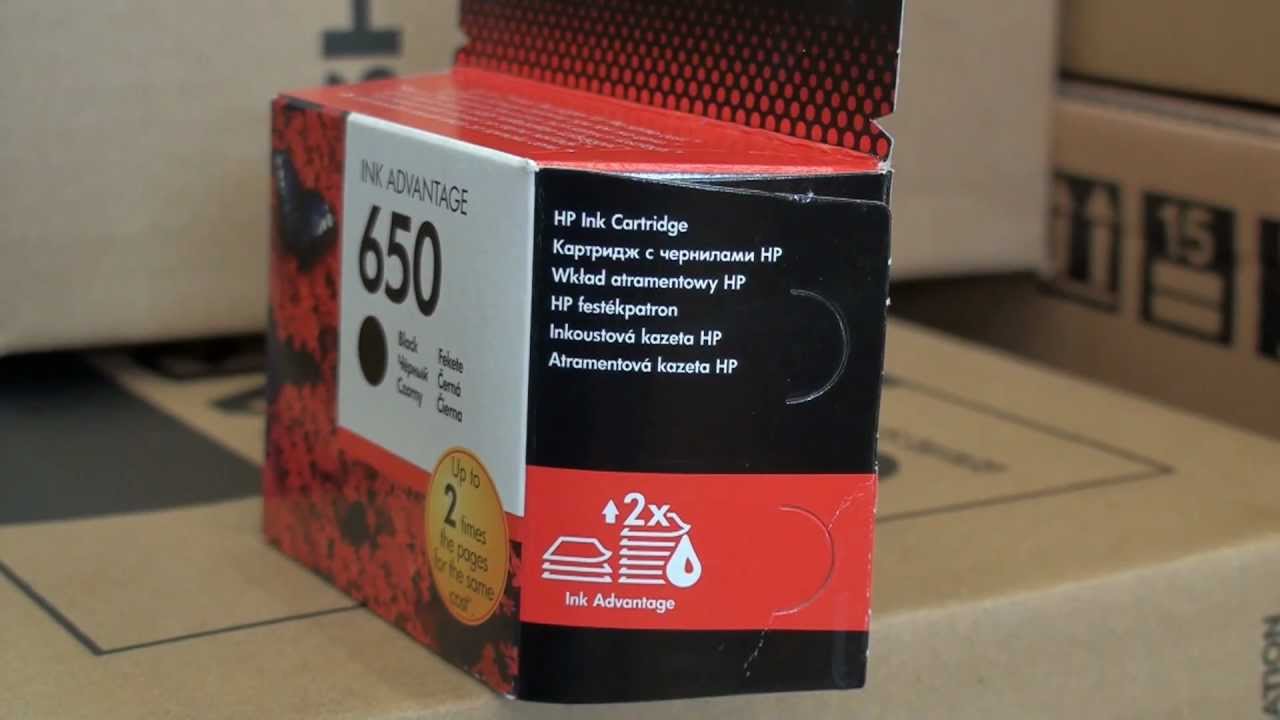 INK ADVANTAGE
650
Black
Чёрный
Czarny
Fekete
Černá
Čierna
Up to
2 times
the pages
for the same
cost*
HP Ink Cartridge
Картридж с чернилами HP
Wkład atramentowy HP
HP festékpatron
Inkoustová kazeta HP
Atramentová kazeta HP
2x
Ink Advantage
15